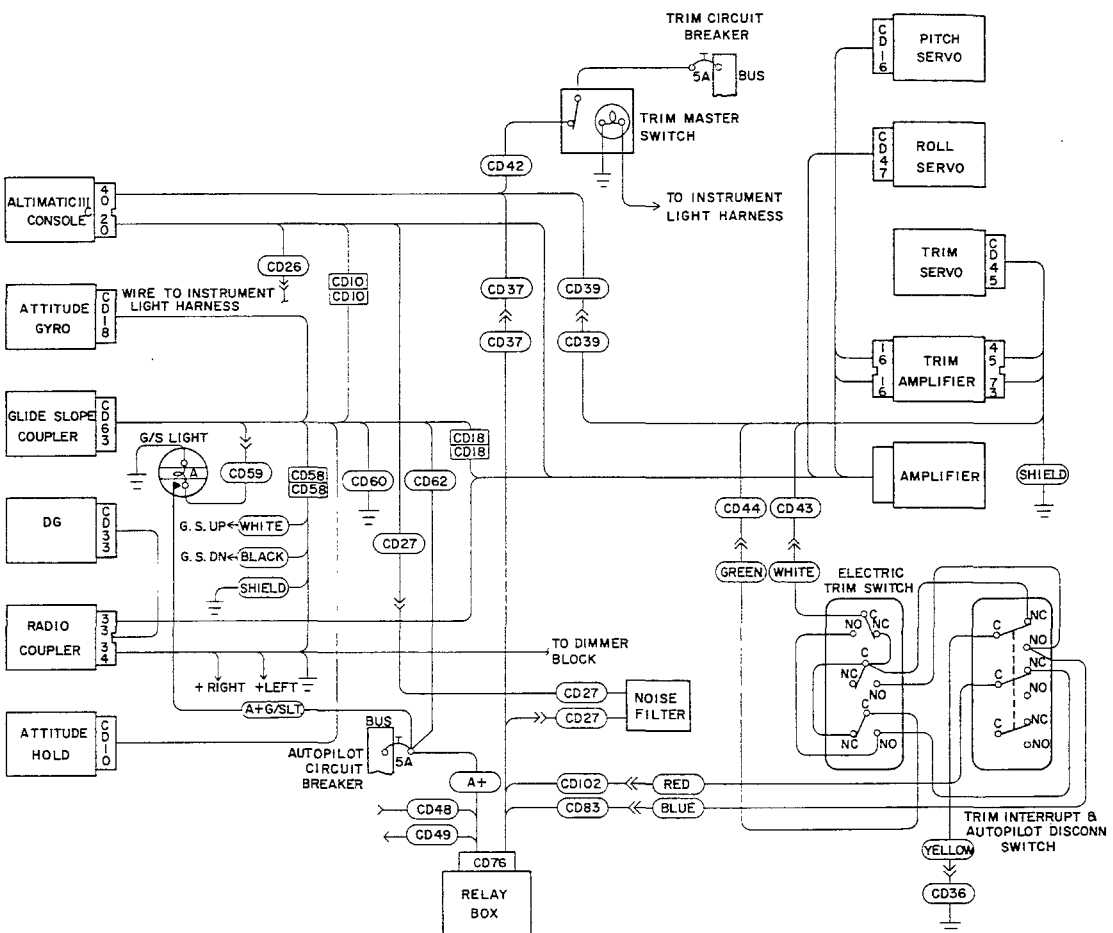 TRIM CIRCUIT
BREAKER
5A
BUS
TRIM MASTER
SWITCH
TO INSTRUMENT
LIGHT HARNESS
CD16
PITCH
SERVO
CD47
ROLL
SERVO
TRIM
SERVO
CD45
16
16
TRIM
AMPLIFIER
45
73
AMPLIFIER
SHIELD
ALTIMATIC III
C
CONSOLE
40
20
CD42
CD26
WIRE TO INSTRUMENT
LIGHT HARNESS
CD10
CD10
CD37
CD37
CD39
CD39
ATTITUDE
GYRO
CD18
GLIDE SLOPE
COUPLER
CD63
G/S LIGHT
A
CD59
CD58
CD58
CD60
CD62
CD18
CD18
G.S. UP
WHITE
G.S. DN
BLACK
SHIELD
CD27
CD44
CD43
GREEN
WHITE
DG
CD33
RADIO
COUPLER
33
34
TO DIMMER
BLOCK
+ RIGHT
+LEFT
A+G/SLT
ATTITUDE
HOLD
CD10
BUS
5A
AUTOPILOT
CIRCUIT
BREAKER
A+
CD48
CD49
CD76
RELAY
BOX
CD27
CD27
NOISE
FILTER
CD102
RED
CD83
BLUE
ELECTRIC
TRIM SWITCH
C
NO
NC
C
NC
NO
C
NC
NO
C
NC
NO
C
NC
NO
C
NC
NO
TRIM INTERRUPT &
AUTOPILOT DISCONN
SWITCH
YELLOW
CD36